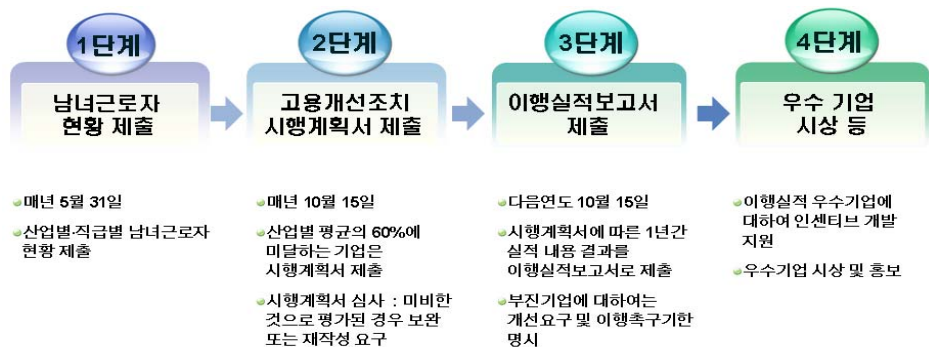 1단계
남녀근로자
현황 제출
매년 5월 31일
산업별·직급별 남녀근로자
현황 제출
2단계
고용개선조치
시행계획서 제출
매년 10월 15일
산업별 평균의 60%에
미달하는 기업은
시행계획서 제출
시행계획서 심사 : 미비한
것으로 평가된 경우 보완
또는 재작성 요구
3단계
이행실적보고서
제출
다음연도 10월 15일
시행계획서에 따른 1년간
실적 내용 결과를
이행실적보고서로 제출
부진기업에 대하여는
개선요구 및 이행촉구기한
명시
4단계
우수 기업
시상 등
이행실적 우수기업에
대하여 인센티브 개발
지원
우수기업 시상 및 홍보